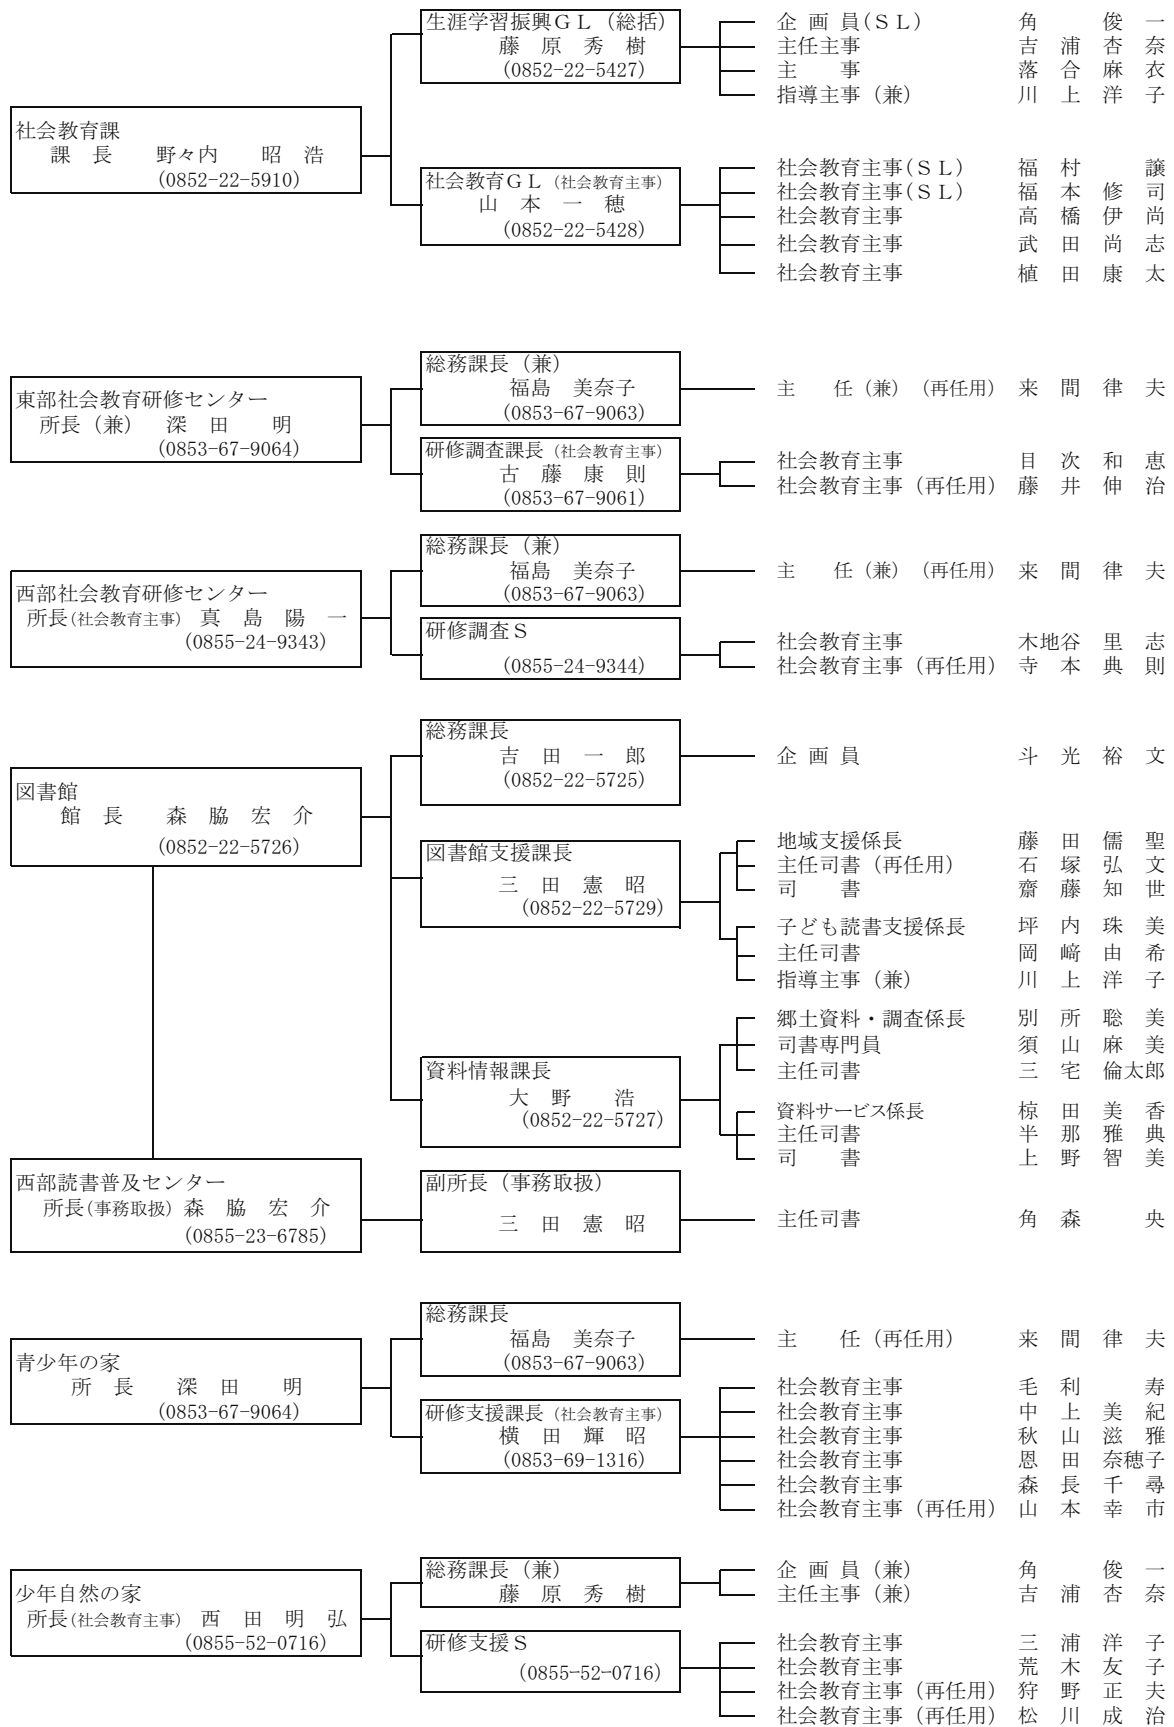 生涯学習振興ＧＬ（総括）
藤原秀樹
(0852-22-5427)
企画員(ＳＬ) 角 俊一
主任主事 吉浦杏奈
主事 落合麻衣
指導主事（兼） 川上洋子
社会教育課
課長 野々内 昭浩
(0852-22-5910)
社会教育ＧＬ（社会教育主事）
山本一穂
(0852-22-5428)
社会教育主事(ＳＬ) 福村 譲
社会教育主事(ＳＬ) 福本修司
社会教育主事 高橋伊尚
社会教育主事 武田尚志
社会教育主事 植田康太
東部社会教育研修センター
所長（兼） 深田 明
(0853-67-9064)
総務課長（兼）
福島 美奈子
(0853-67-9063)
主任（兼）（再任用） 来間律夫
研修調査課長（社会教育主事）
古藤康則
(0853-67-9061)
社会教育主事 目次和恵
社会教育主事（再任用） 藤井伸治
西部社会教育研修センター
所長(社会教育主事) 真島陽一
(0855-24-9343)
総務課長（兼）
福島 美奈子
(0853-67-9063)
主任（兼）（再任用） 来間律夫
研修調査Ｓ
(0855-24-9344)
社会教育主事 木地谷 里志
社会教育主事（再任用） 寺本典則
図書館
館長 森脇宏介
(0852-22-5726)
総務課長
吉田一郎
(0852-22-5725)
企画員 斗光裕文
図書館支援課長
三田憲昭
(0852-22-5729)
地域支援係長 藤田儒聖
主任司書（再任用） 石塚弘文
司書 齋藤知世
子ども読書支援係長 坪内珠美
主任司書 岡﨑由希
指導主事（兼） 川上洋子
資料情報課長
大野 浩
(0852-22-5727)
郷土資料・調査係長 別所聡美
司書専門員 須山麻美
主任司書 三宅倫太郎
資料サービス係長 椋田美香
主任司書 半那雅典
司書 上野智美
西部読書普及センター
所長(事務取扱) 森脇宏介
(0855-23-6785)
副所長（事務取扱）
三田憲昭
主任司書 角森 央
青少年の家
所長 深田 明
(0853-67-9064)
総務課長
福島 美奈子
(0853-67-9063)
主任（再任用） 来間律夫
研修支援課長（社会教育主事）
横田輝昭
(0853-69-1316)
社会教育主事 毛利 寿
社会教育主事 中上美紀
社会教育主事 秋山滋雅
社会教育主事 恩田奈穂子
社会教育主事 森長千尋
社会教育主事（再任用） 山本幸市
少年自然の家
所長(社会教育主事) 西田明弘
(0855-52-0716)
総務課長（兼）
藤原秀樹
企画員（兼） 角 俊一
主任主事（兼） 吉浦杏奈
研修支援Ｓ
(0855-52-0716)
社会教育主事 三浦洋子
社会教育主事 荒木友子
社会教育主事（再任用） 狩野正夫
社会教育主事（再任用） 松川成治